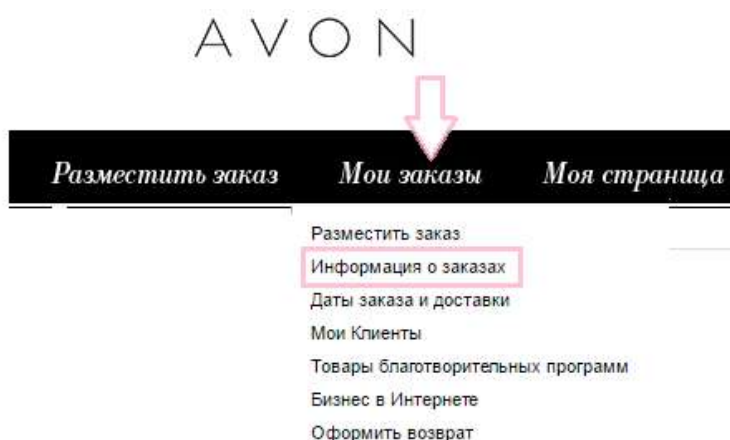 AVON
Разместить заказ Мои заказы Моя страница
Разместить заказ
Информация о заказах
Даты заказа и доставки
Мои Клиенты
Товары благотворительных программ
Бизнес в Интернете
Оформить возврат